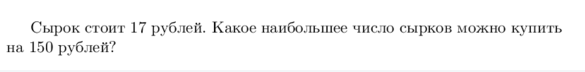 Сырок стоит 17 рублей. Какое наибольшее число сырков можно купить
на 150 рублей?